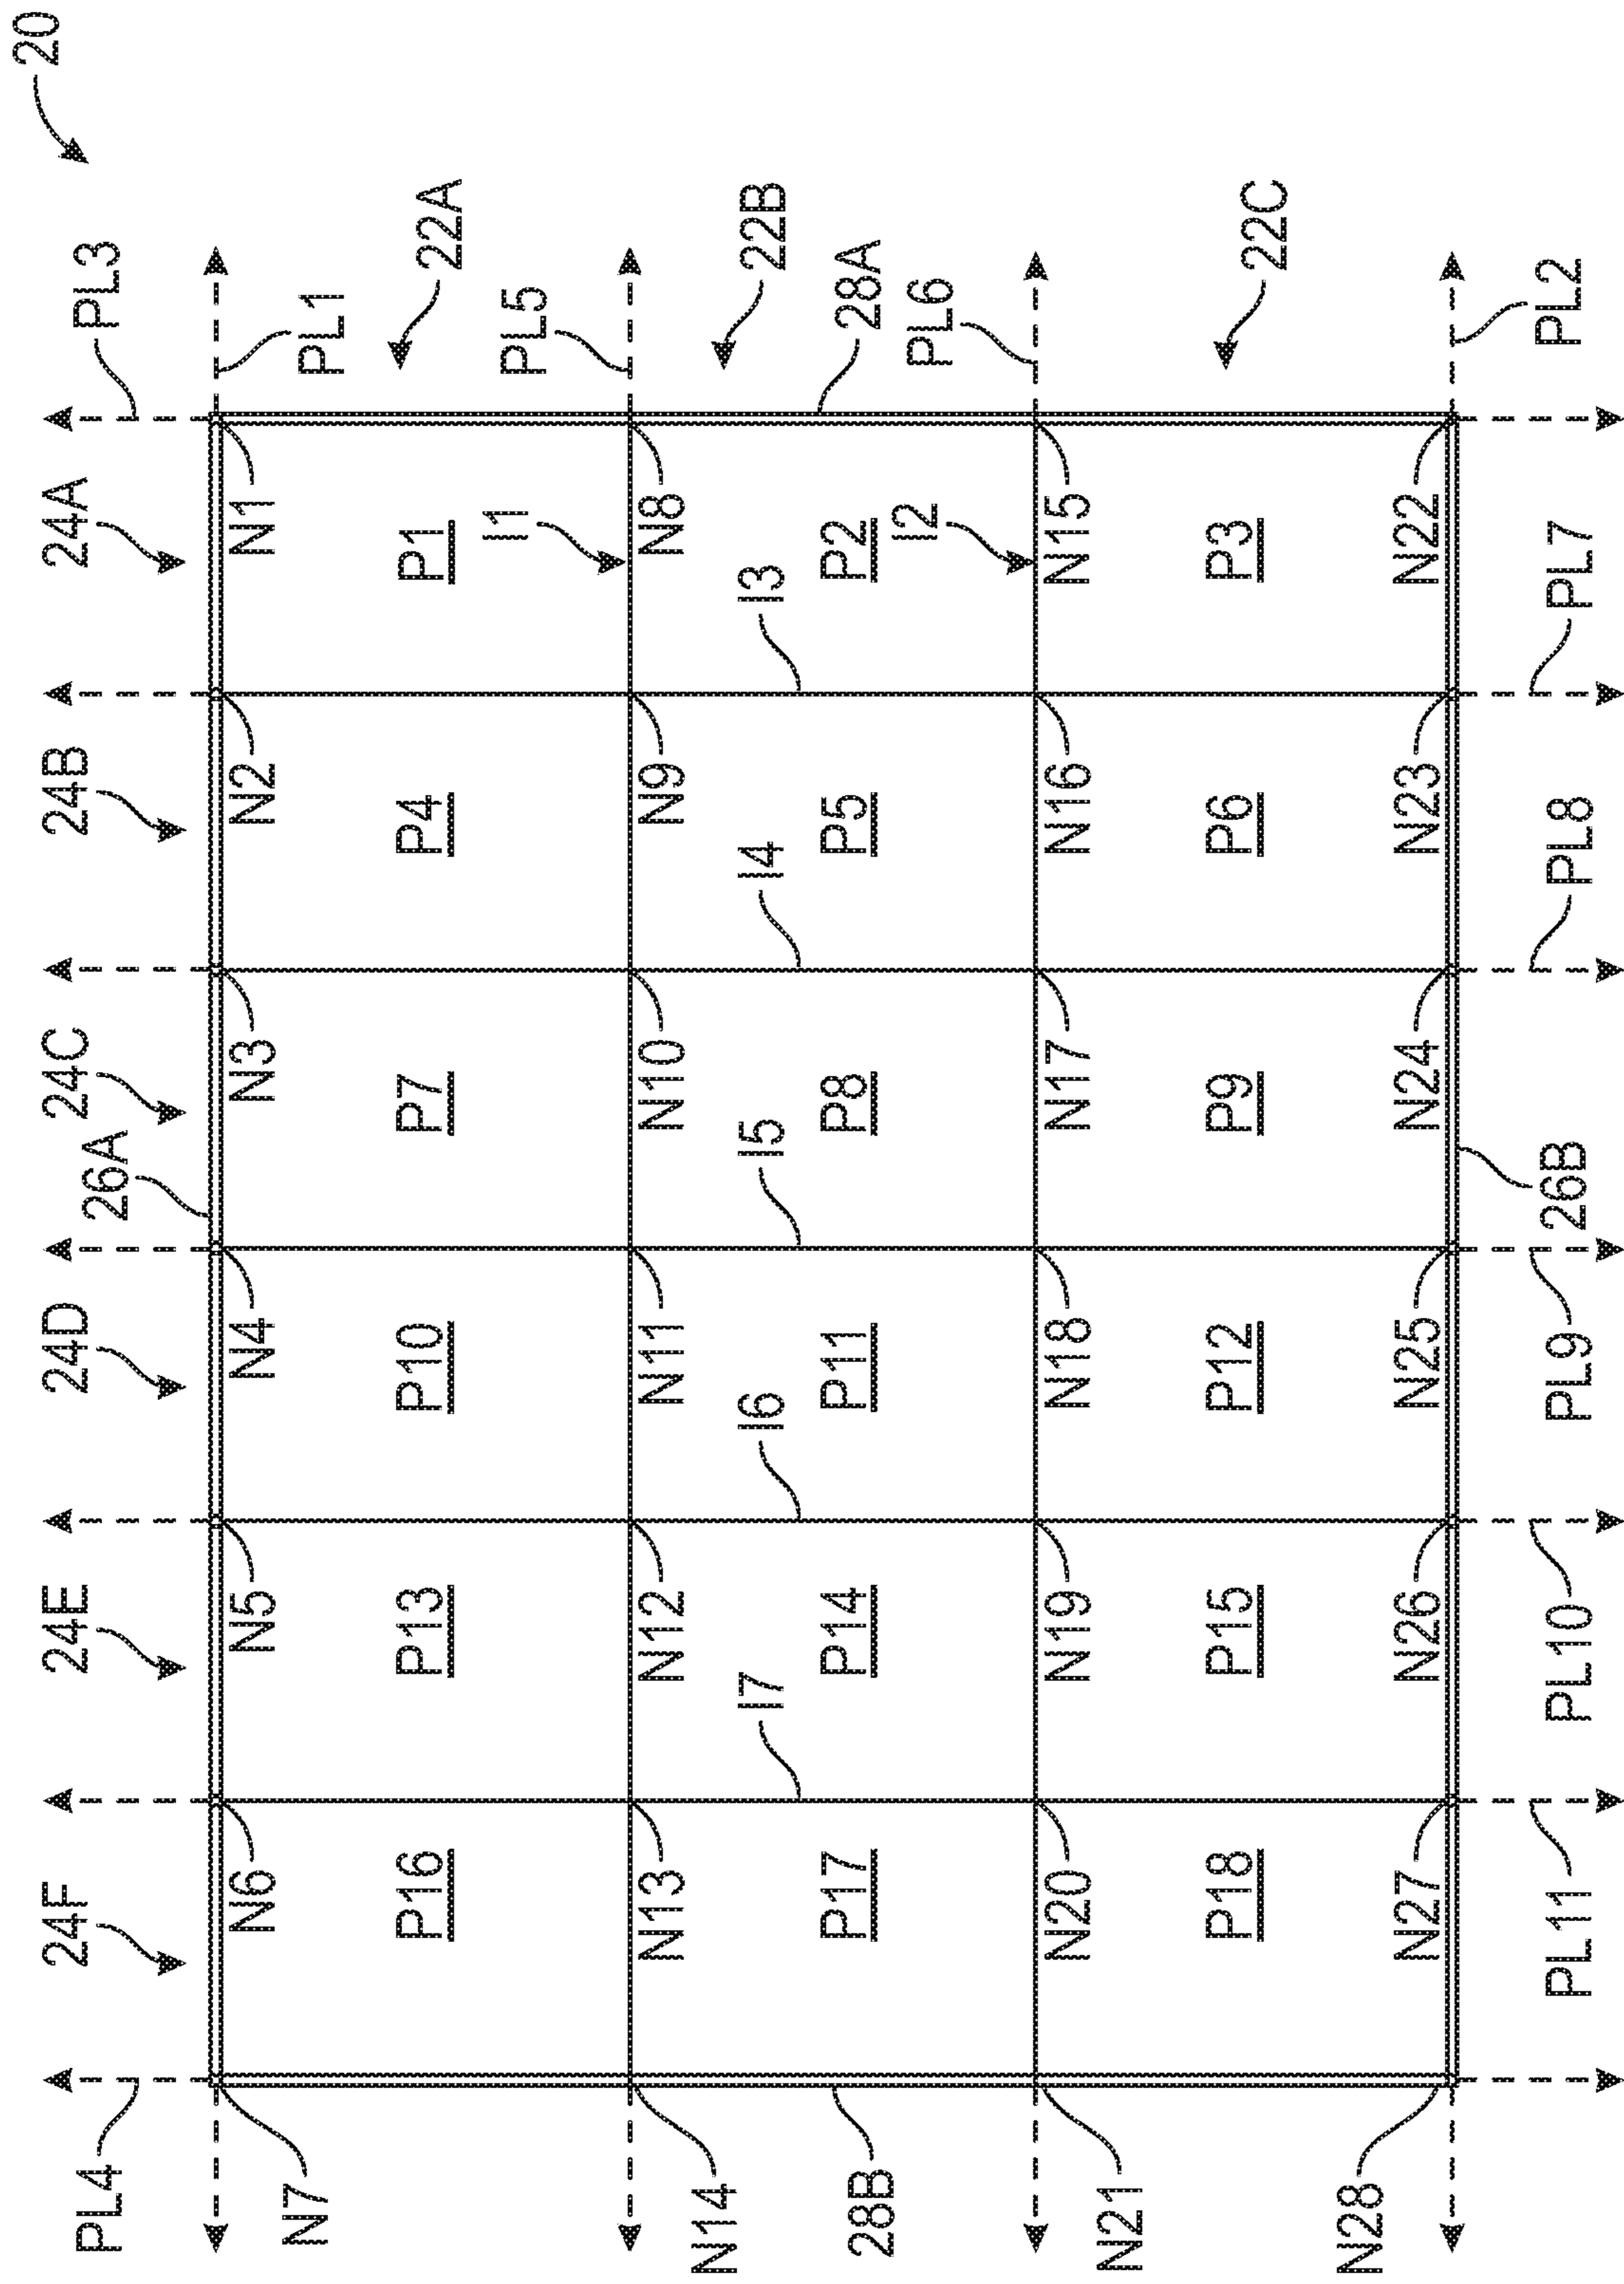 20
24F 24E 24D 24C 24B 24A
PL4 26A PL3
N6 N5 N4 N3 N2 N1
N7 PL1
P16 P13 P10 P7 P4 P1 22A
I1 PL5
N13 N12 N11 N10 N9 N8
N14 I7 I6 I5 I4 I3 22B
28B P17 P14 P11 P8 P5 P2 28A
I2 PL6
N20 N19 N18 N17 N16 N15
N21 P18 P15 P12 P9 P6 P3 22C
N28 N27 N26 N25 N24 N23 N22
PL11 PL10 PL9 26B PL8 PL7 PL2